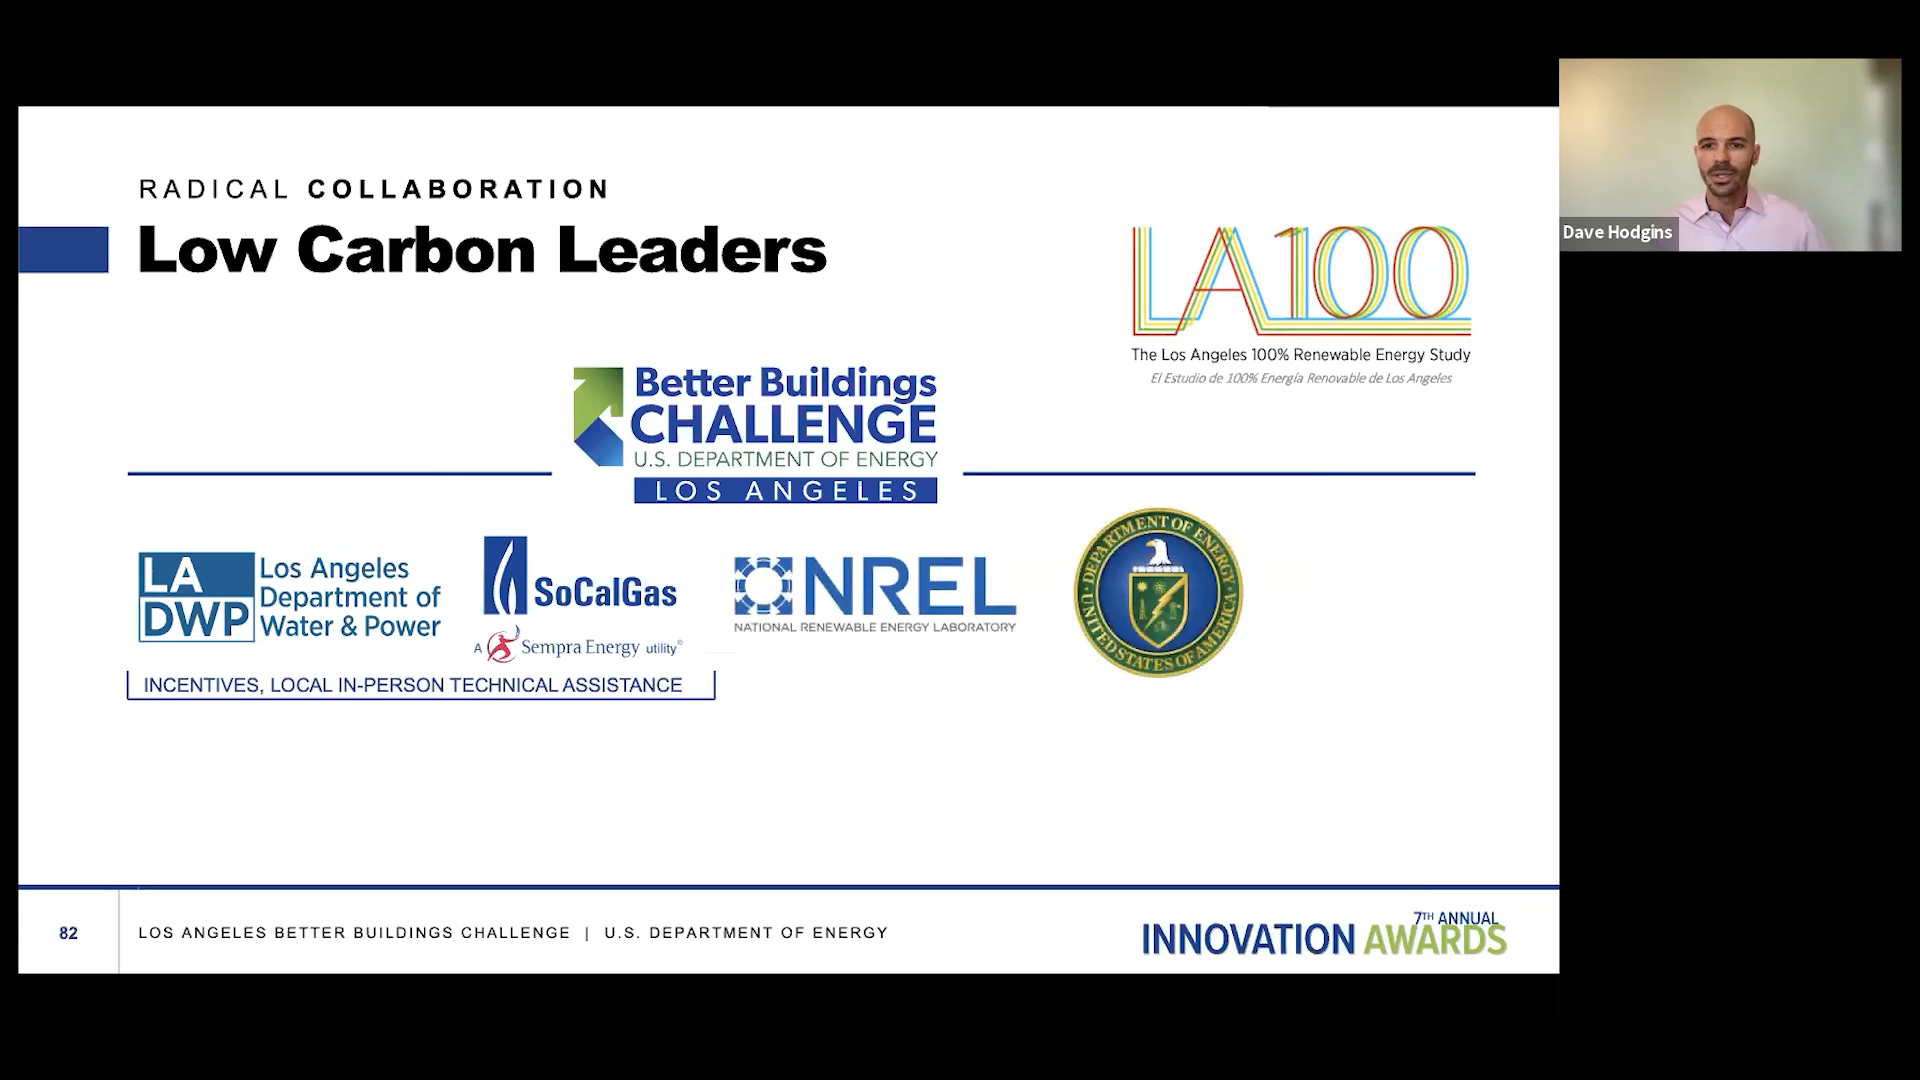 RADICAL COLLABORATION
Low Carbon Leaders
LA100
The Los Angeles 100% Renewable Energy Study
El Estudio de 100% Energía Renovable de Los Angeles
Better Buildings
CHALLENGE
U.S. DEPARTMENT OF ENERGY
LOS ANGELES
LA
DWP
Los Angeles
Department of
Water & Power
SoCalGas
A Sempra Energy utility®
NREL
NATIONAL RENEWABLE ENERGY LABORATORY
DEPARTMENT OF ENERGY
UNITED STATES OF AMERICA
INCENTIVES, LOCAL IN-PERSON TECHNICAL ASSISTANCE
82
LOS ANGELES BETTER BUILDINGS CHALLENGE | U.S. DEPARTMENT OF ENERGY
7TH ANNUAL
INNOVATION AWARDS
Dave Hodgins